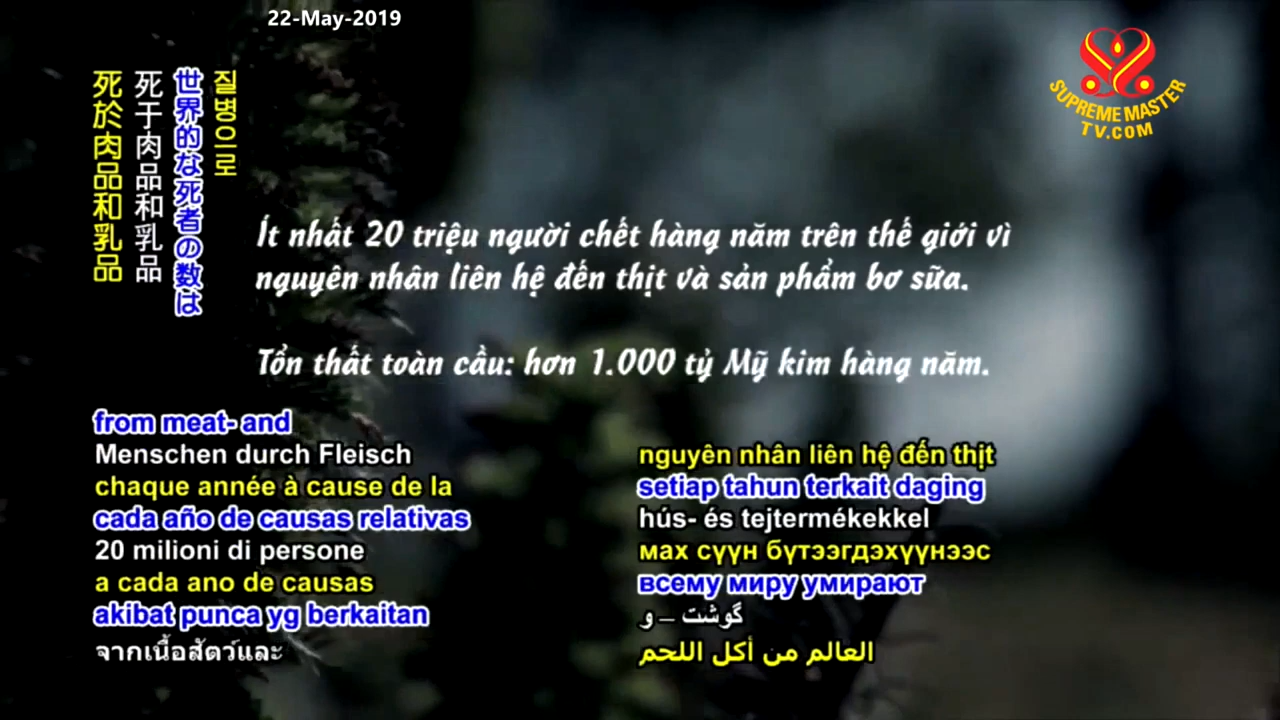 22-May-2019
SUPREME MASTER
TV.COM
질병으로
世界的な死者の数は
死于肉品和乳品
死於肉品和乳品
Ít nhất 20 triệu người chết hàng năm trên thế giới vì
nguyên nhân liên hệ đến thịt và sản phẩm bơ sữa.
Tổn thất toàn cầu: hơn 1.000 tỷ Mỹ kim hàng năm.
from meat- and
Menschen durch Fleisch
chaque année à cause de la
cada año de causas relativas
20 milioni di persone
a cada ano de causas
akibat punca yg berkaitan
จากเนื้อสัตว์และ
nguyên nhân liên hệ đến thịt
setiap tahun terkait daging
hús- és tejtermékekkel
мах сүүн бүтээгдэхүүнээс
всему миру умирают
گوشت – و
العالم من أكل اللحم